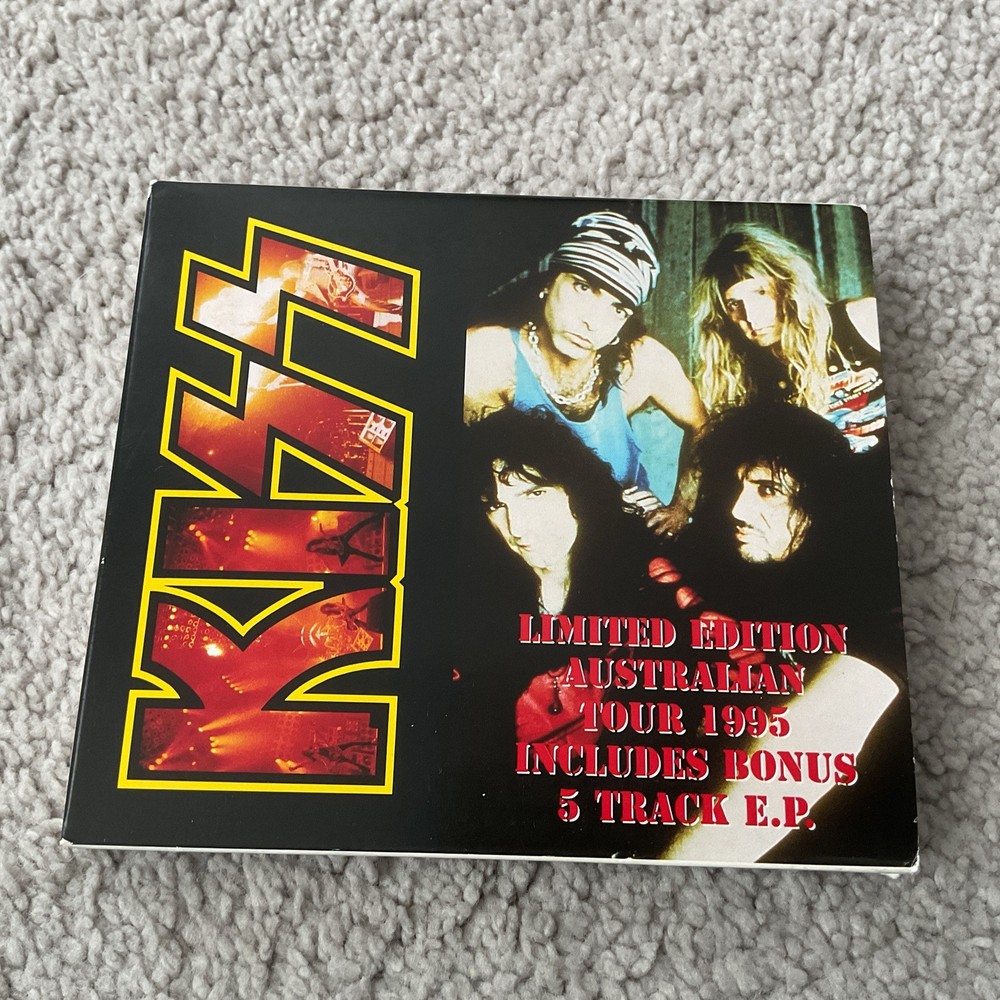 KISS
LIMITED EDITION
AUSTRALIAN
TOUR 1995
INCLUDES BONUS
5 TRACK E.P.